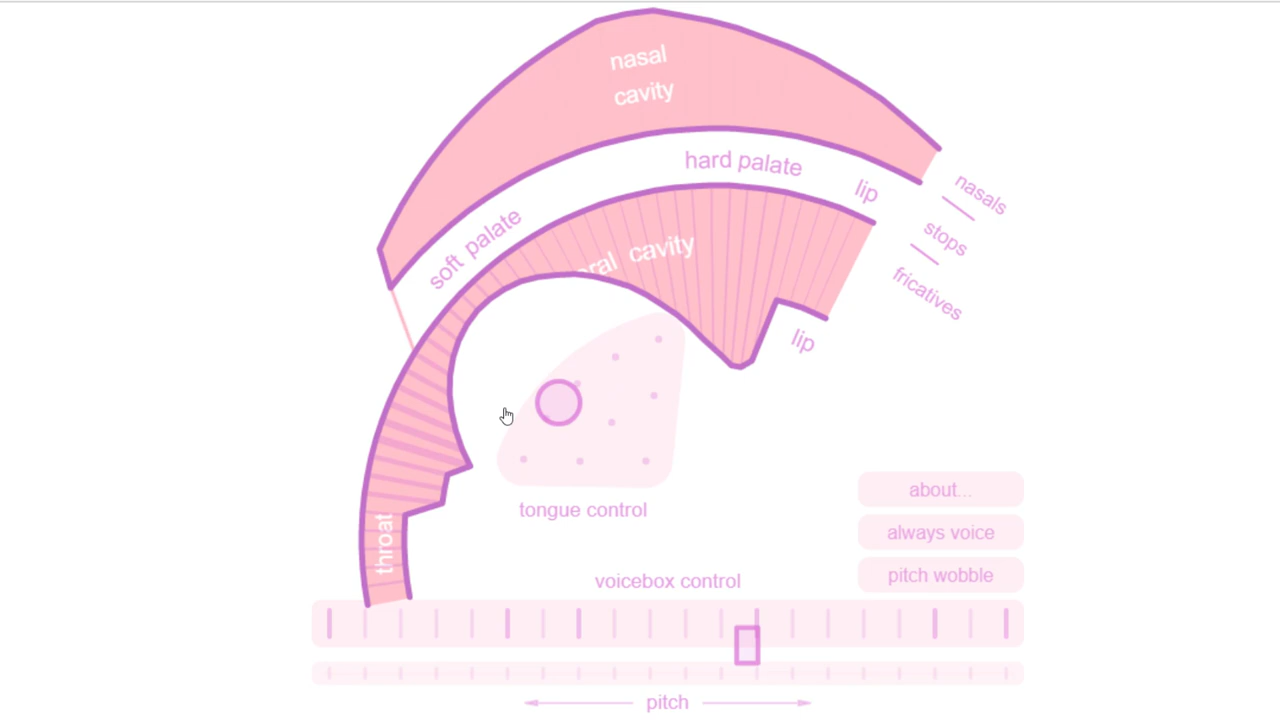 nasal
cavity
hard palate
lip
nasals
soft palate
stops
oral cavity
fricatives
lip
tongue control
about...
always voice
throat
voicebox control
pitch wobble
pitch